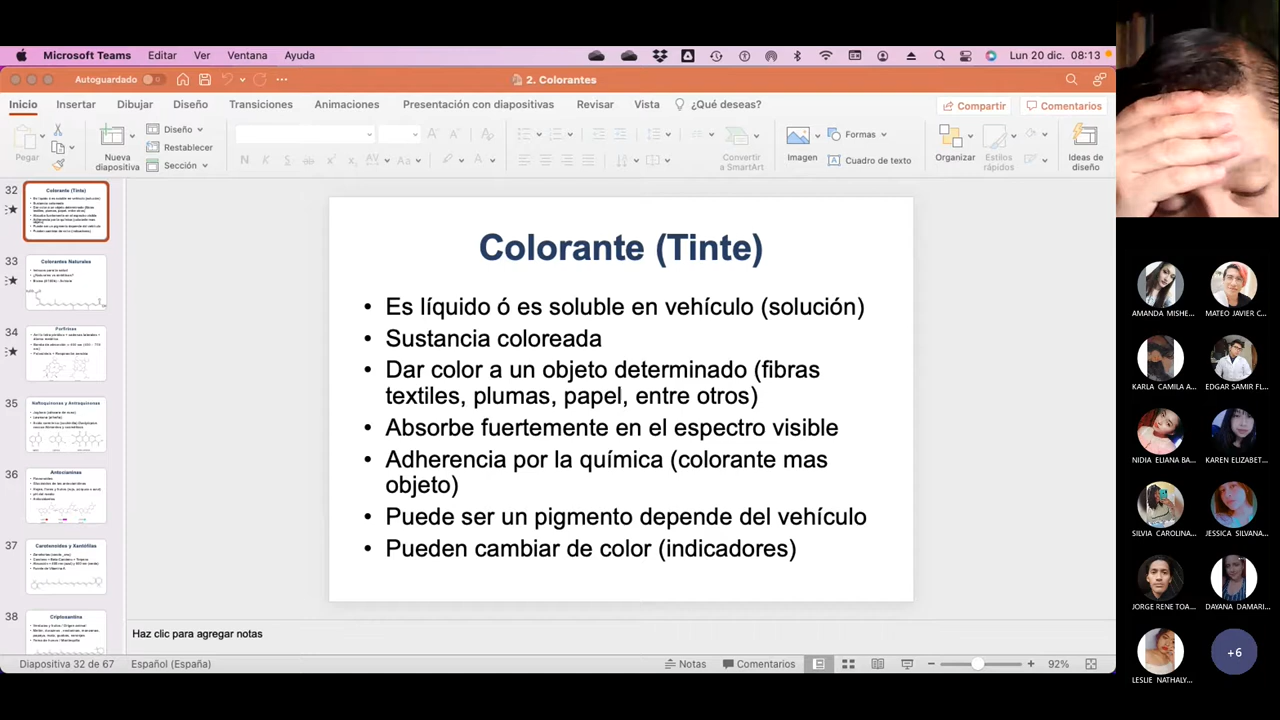 Microsoft Teams Editar Ver Ventana Ayuda Lun 20 dic. 08:13
Autoguardado 2. Colorantes
Inicio Insertar Dibujar Diseño Transiciones Animaciones Presentación con diapositivas Revisar Vista ¿Qué deseas? Compartir Comentarios
Pegar
Nueva
diapositiva
Diseño
Restablecer
Sección
N K S ab x² x₂ AV Aa A
Convertir
a SmartArt
Imagen
Formas
Cuadro de texto
Organizar
Estilos
rápidos
Ideas de
diseño
32
Colorante (Tinte)
33
Colorantes Naturales
34
Porfirinas
35
Naftoquinonas y Antraquinonas
36
Antocianinas
37
Carotenoides y Xantófilas
38
Criptoxantina
Colorante (Tinte)
• Es líquido ó es soluble en vehículo (solución)
• Sustancia coloreada
• Dar color a un objeto determinado (fibras
textiles, plumas, papel, entre otros)
• Absorbe fuertemente en el espectro visible
• Adherencia por la química (colorante mas
objeto)
• Puede ser un pigmento depende del vehículo
• Pueden cambiar de color (indicadores)
Haz clic para agregar notas
Diapositiva 32 de 67 Español (España) Notas Comentarios 92%
AMANDA MISHE... MATEO JAVIER C...
KARLA CAMILA A... EDGAR SAMIR FL...
NIDIA ELIANA BA... KAREN ELIZABET...
SILVIA CAROLINA... JESSICA SILVANA...
JORGE RENE TOA... DAYANA DAMARI...
+6
LESLIE NATHALY...